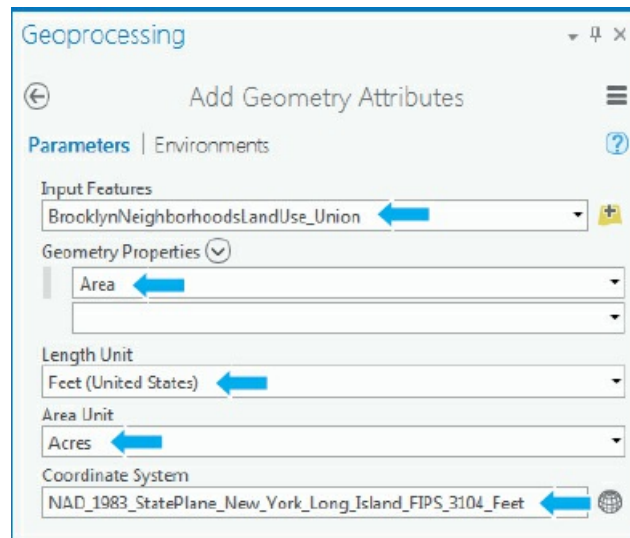 Geoprocessing
Add Geometry Attributes
Parameters | Environments
Input Features
BrooklynNeighborhoodsLandUse_Union
Geometry Properties
Area
Length Unit
Feet (United States)
Area Unit
Acres
Coordinate System
NAD_1983_StatePlane_New_York_Long_Island_FIPS_3104_Feet